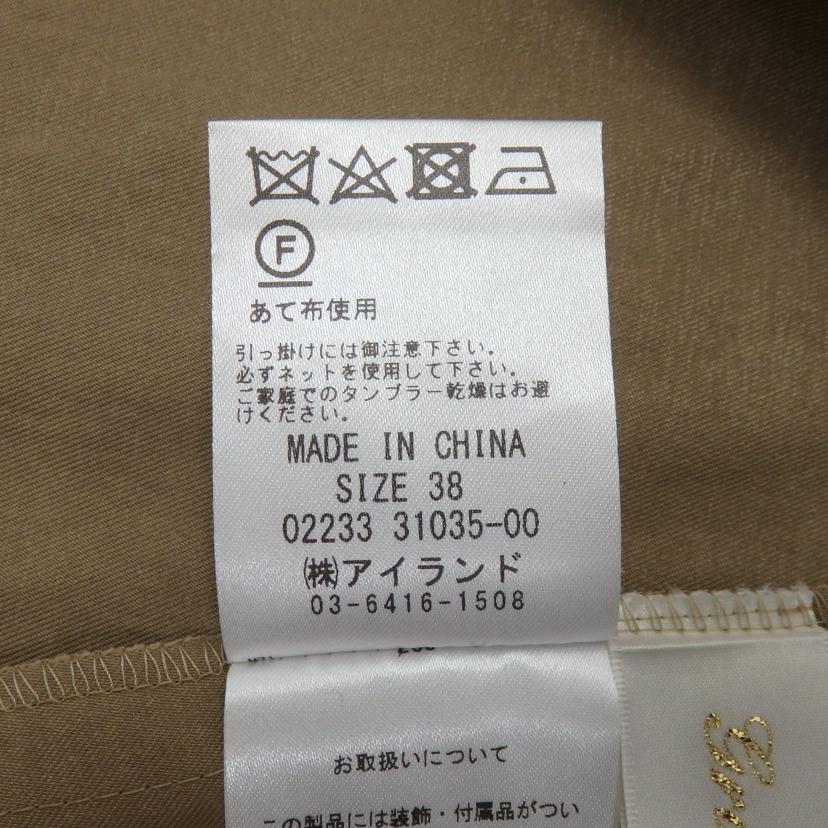 F
あて布使用
引っ掛けには御注意下さい。
必ずネットを使用して下さい。
ご家庭でのタンブラー乾燥はお避
けください。
MADE IN CHINA
SIZE 38
02233 31035-00
㈱アイランド
03-6416-1508
お取扱いについて
この製品には装飾・付属品がつい